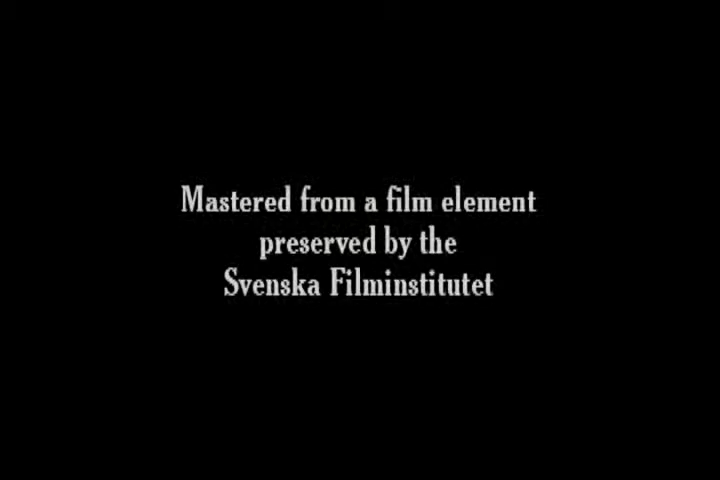 Mastered from a film element
preserved by the
Svenska Filminstitutet